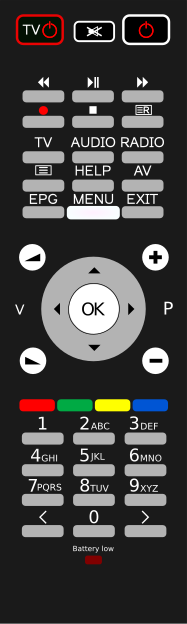 TV
TV AUDIO RADIO
HELP AV
EPG MENU EXIT
V OK P
1 2ABC 3DEF
4GHI 5JKL 6MNO
7PQRS 8TUV 9XYZ
< 0 >
Battery low